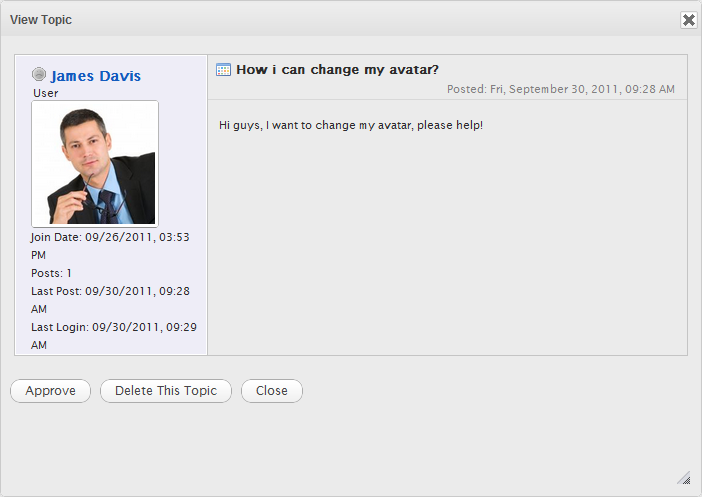 View Topic
James Davis
User
Join Date: 09/26/2011, 03:53
PM
Posts: 1
Last Post: 09/30/2011, 09:28
AM
Last Login: 09/30/2011, 09:29
AM
How i can change my avatar?
Posted: Fri, September 30, 2011, 09:28 AM
Hi guys, I want to change my avatar, please help!
Approve Delete This Topic Close